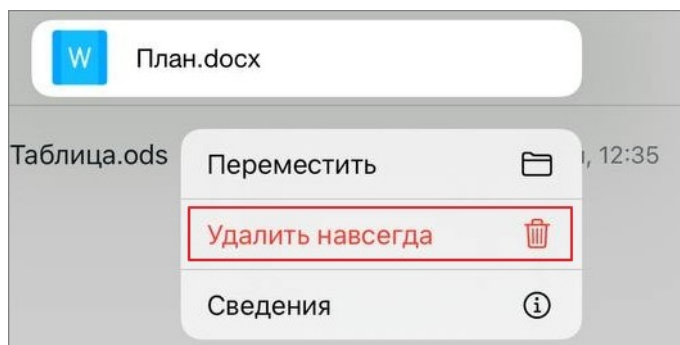 W План.docx
Таблица.ods
, 12:35
Переместить
Удалить навсегда
Сведения